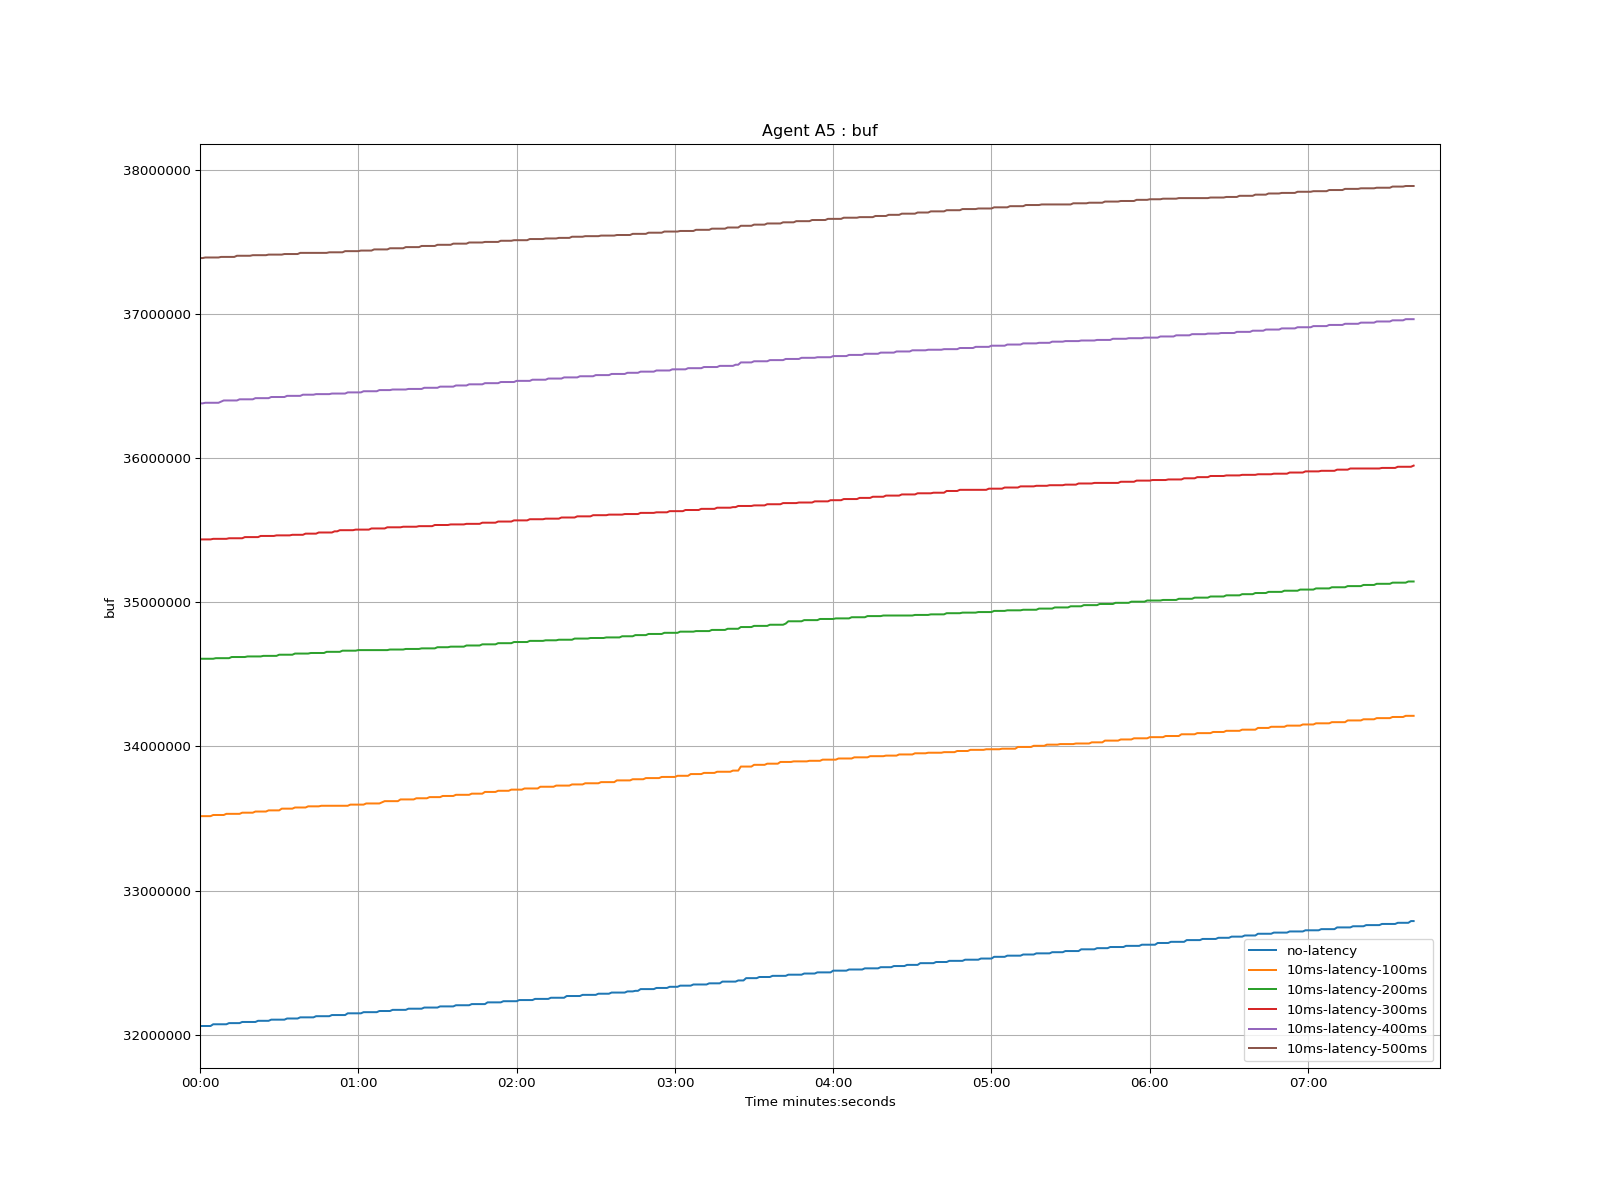 Agent A5 : buf
38000000
37000000
36000000
35000000
34000000
33000000
32000000
buf
00:00 01:00 02:00 03:00 04:00 05:00 06:00 07:00
Time minutes:seconds
no-latency
10ms-latency-100ms
10ms-latency-200ms
10ms-latency-300ms
10ms-latency-400ms
10ms-latency-500ms